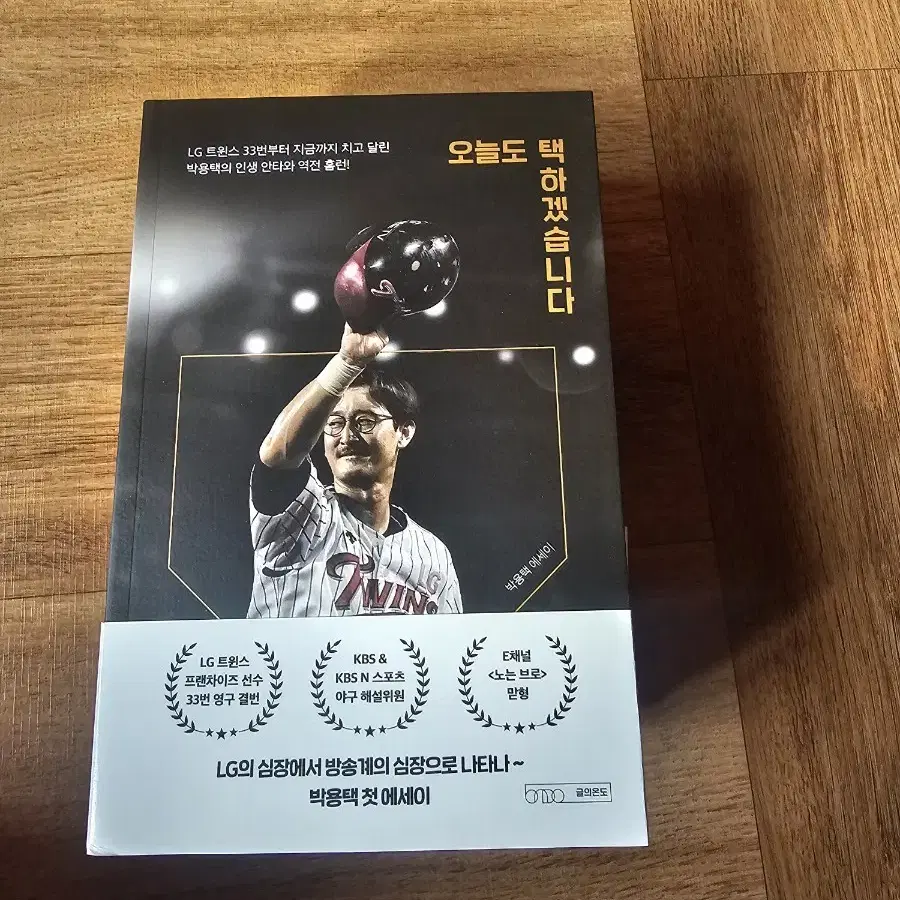 LG 트윈스 33번부터 지금까지 치고 달린
박용택의 인생 안타와 역전 홈런!
오늘도 택하겠습니다
TWINS
박용택 에세이
LG 트윈스
프랜차이즈 선수
33번 영구 결번
KBS &
KBS N 스포츠
야구 해설위원
E채널
<노는 브로>
맏형
LG의 심장에서 방송계의 심장으로 나타나 ~
박용택 첫 에세이
글의온도